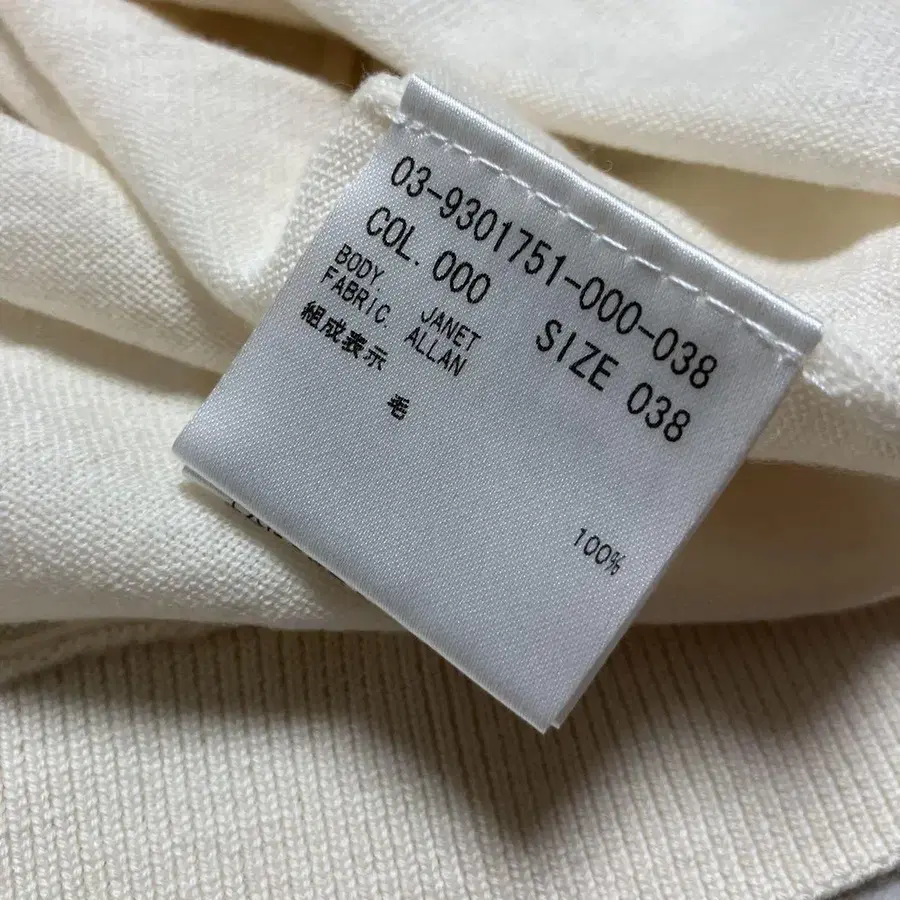 03-9301751-000-038
COL. 000 SIZE 038
BODY. JANET
FABRIC. ALLAN
組成表示
毛 100%